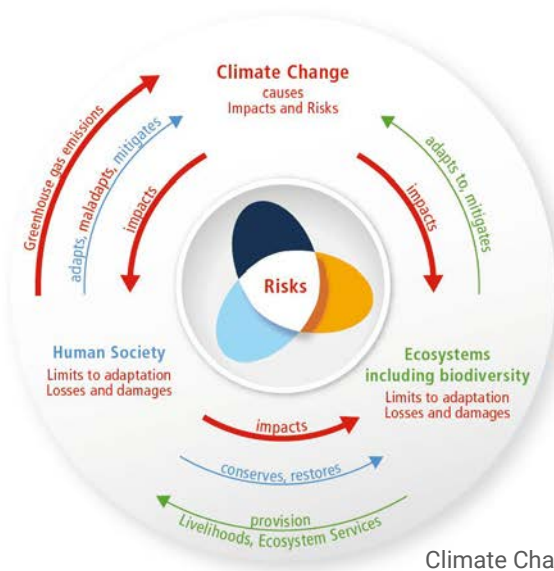 Climate Change
causes
Impacts and Risks
Greenhouse gas emissions
adapts, maladapts, mitigates
impacts
impacts
adapts to, mitigates
Risks
Human Society
Limits to adaptation
Losses and damages
Ecosystems
including biodiversity
Limits to adaptation
Losses and damages
impacts
conserves, restores
provision
Livelihoods, Ecosystem Services
Climate Cha